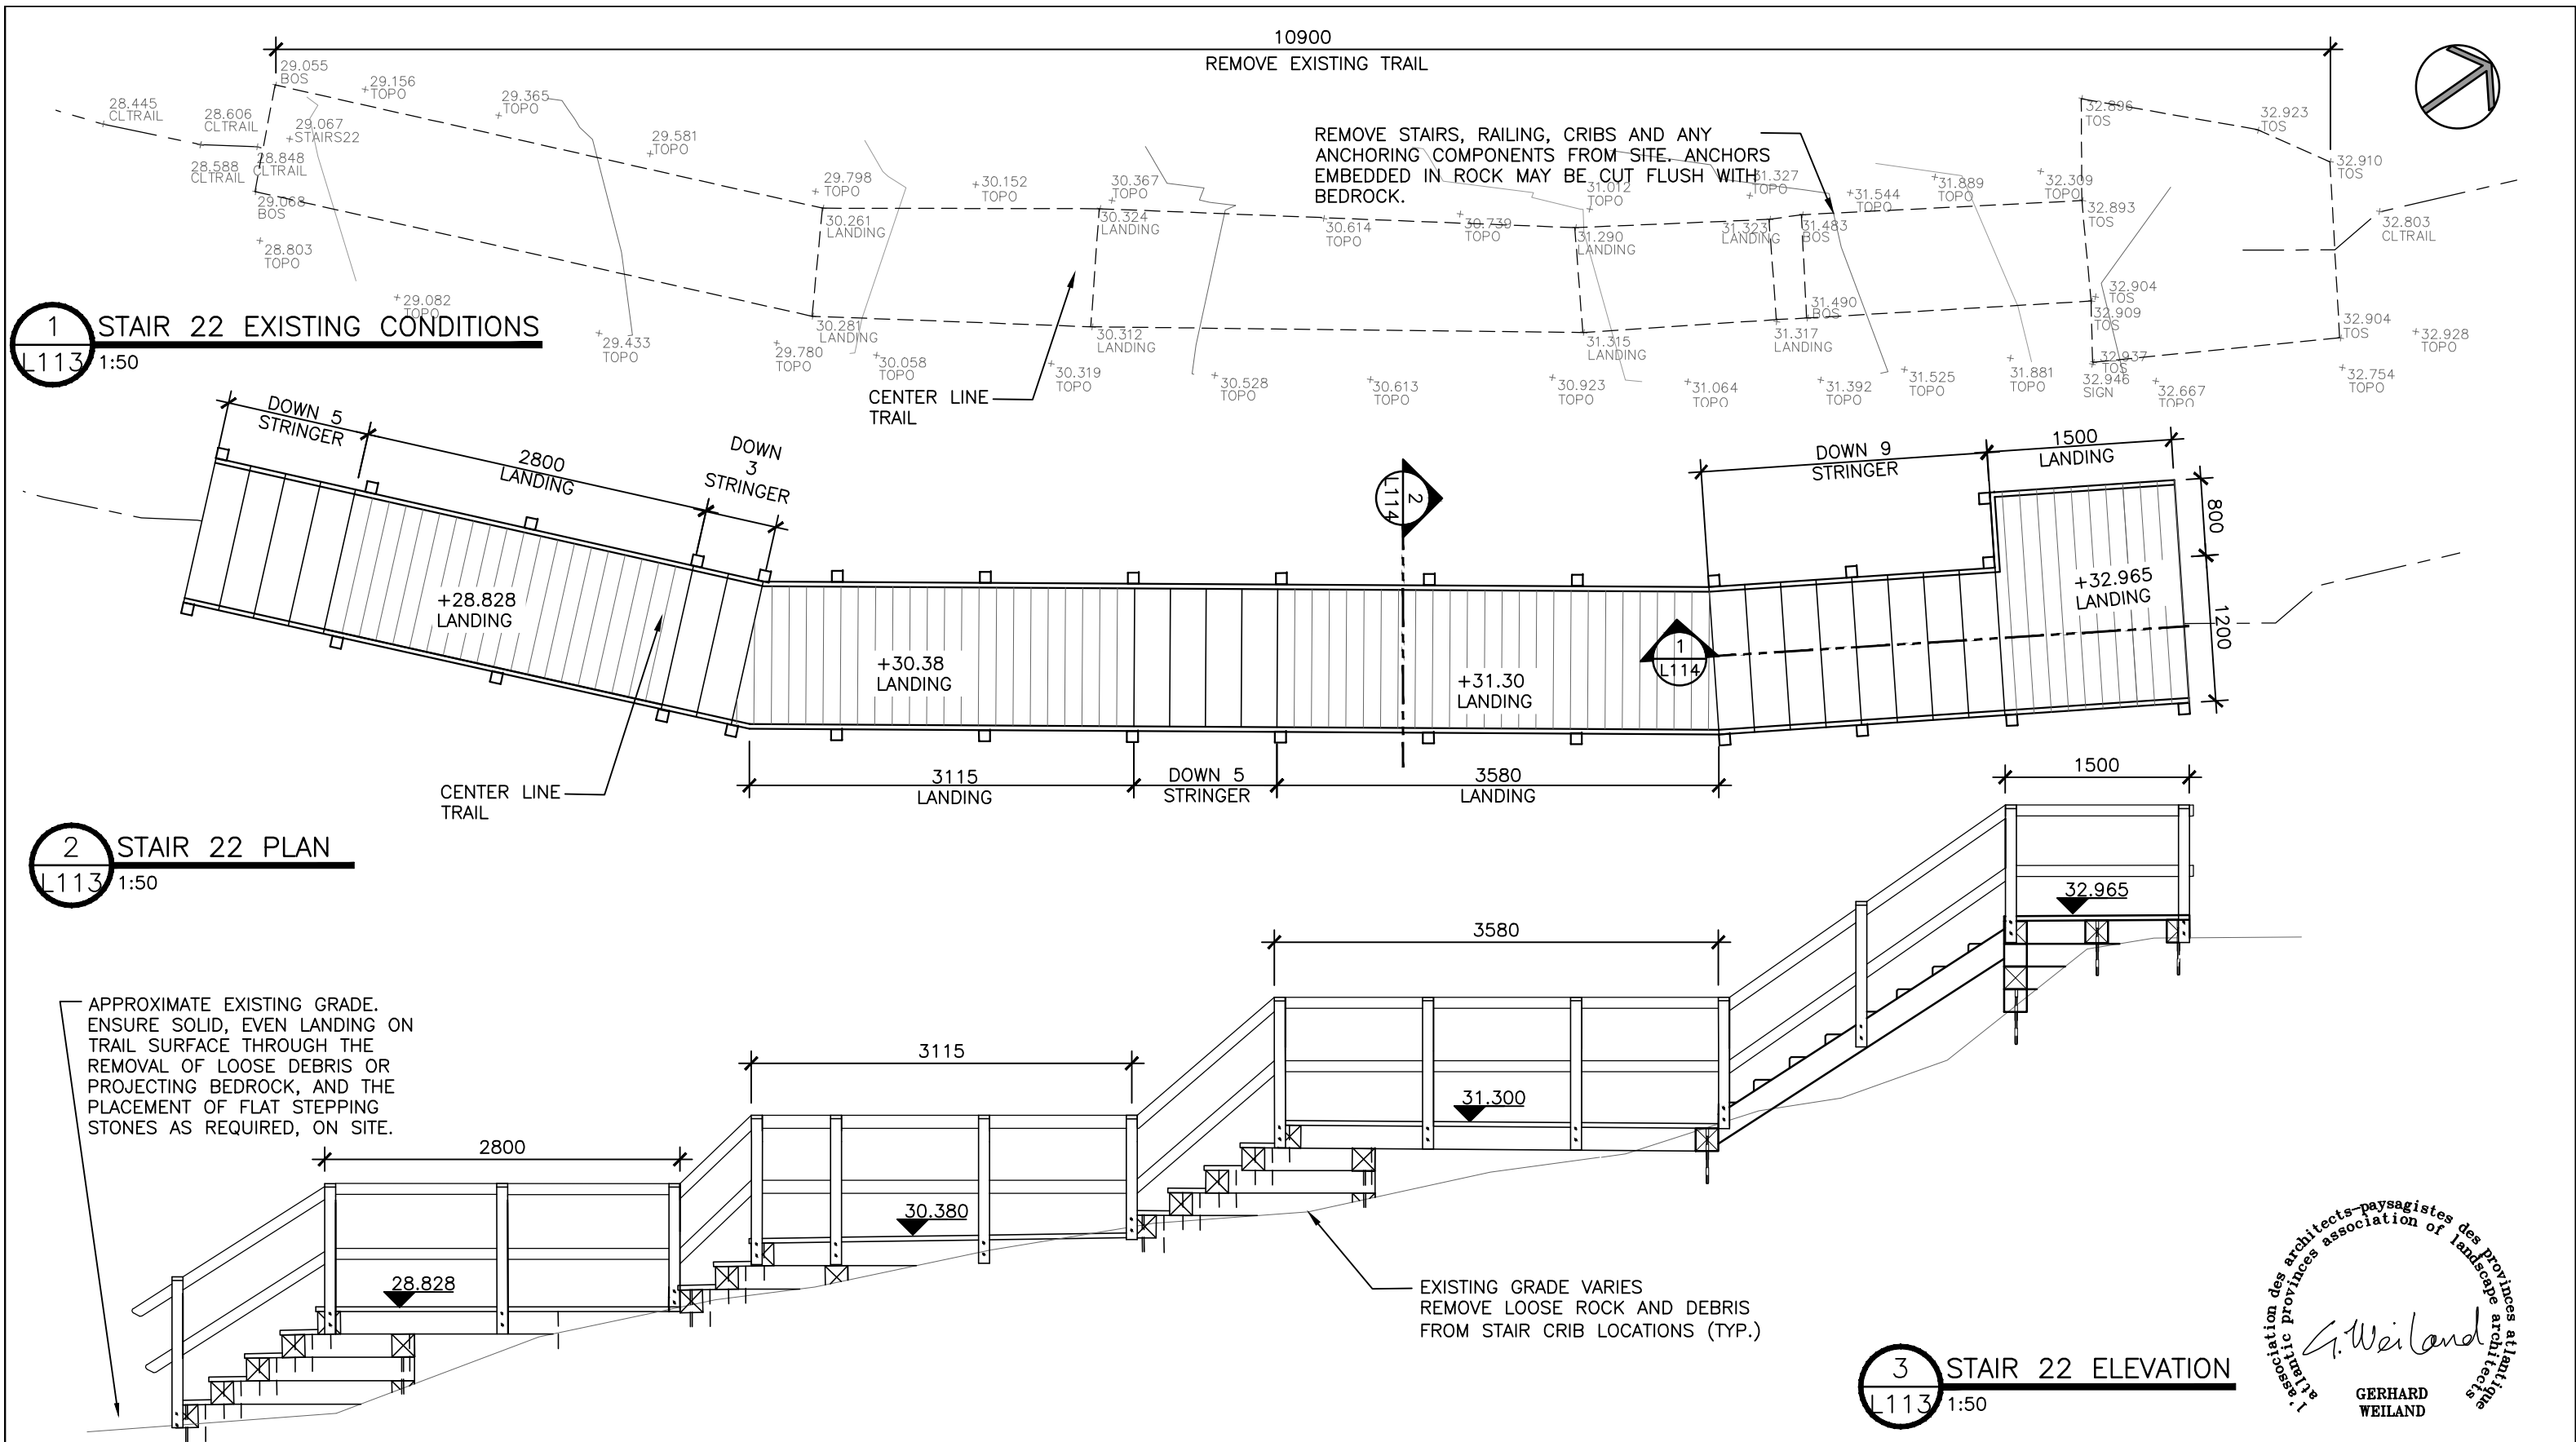 10900
REMOVE EXISTING TRAIL
29.055
BOS
29.156
TOPO
29.365
TOPO
28.445
CLTRAIL
28.606
CLTRAIL
29.067
STAIRS22
29.581
TOPO
28.588
CLTRAIL
28.848
CLTRAIL
29.068
BOS
28.803
TOPO
29.082
TOPO
29.433
TOPO
29.798
TOPO
30.261
LANDING
30.152
TOPO
30.367
TOPO
30.324
LANDING
30.281
LANDING
29.780
TOPO
30.058
TOPO
30.312
LANDING
30.319
TOPO
REMOVE STAIRS, RAILING, CRIBS AND ANY
ANCHORING COMPONENTS FROM SITE. ANCHORS
EMBEDDED IN ROCK MAY BE CUT FLUSH WITH
BEDROCK.
30.614
TOPO
30.739
TOPO
31.012
TOPO
31.290
LANDING
31.327
TOPO
31.323
LANDING
31.483
BOS
31.544
TOPO
31.889
TOPO
32.309
TOPO
32.896
TOS
32.923
TOS
32.910
TOS
32.893
TOS
32.803
CLTRAIL
32.904
TOS
32.909
TOS
31.490
BOS
31.317
LANDING
31.315
LANDING
30.528
TOPO
30.613
TOPO
30.923
TOPO
31.064
TOPO
31.392
TOPO
31.525
TOPO
31.881
TOPO
32.937
TOS
32.946
SIGN
32.667
TOPO
32.904
TOS
32.928
TOPO
32.754
TOPO
CENTER LINE
TRAIL
1
L113
STAIR 22 EXISTING CONDITIONS
1:50
DOWN 5
STRINGER
2800
LANDING
DOWN
3
STRINGER
2
L114
DOWN 9
STRINGER
1500
LANDING
800
1200
+28.828
LANDING
+30.38
LANDING
+31.30
LANDING
1
L114
+32.965
LANDING
CENTER LINE
TRAIL
3115
LANDING
DOWN 5
STRINGER
3580
LANDING
2
L113
STAIR 22 PLAN
1:50
1500
32.965
3580
31.300
3115
30.380
2800
28.828
APPROXIMATE EXISTING GRADE.
ENSURE SOLID, EVEN LANDING ON
TRAIL SURFACE THROUGH THE
REMOVAL OF LOOSE DEBRIS OR
PROJECTING BEDROCK, AND THE
PLACEMENT OF FLAT STEPPING
STONES AS REQUIRED, ON SITE.
EXISTING GRADE VARIES
REMOVE LOOSE ROCK AND DEBRIS
FROM STAIR CRIB LOCATIONS (TYP.)
3
L113
STAIR 22 ELEVATION
1:50
l'association des architects-paysagistes des provinces atlantique
atlantic provinces association of landscape architects
G. Weiland
GERHARD
WEILAND